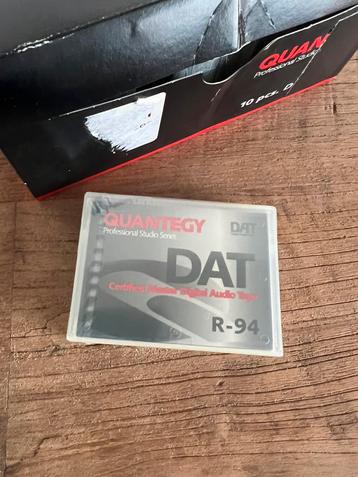 QUAN
Professional Studio
10 pcs. D
QUANTEGY
Professional Studio Series
DAT
DAT
Certified Master Digital Audio Tape
R-94